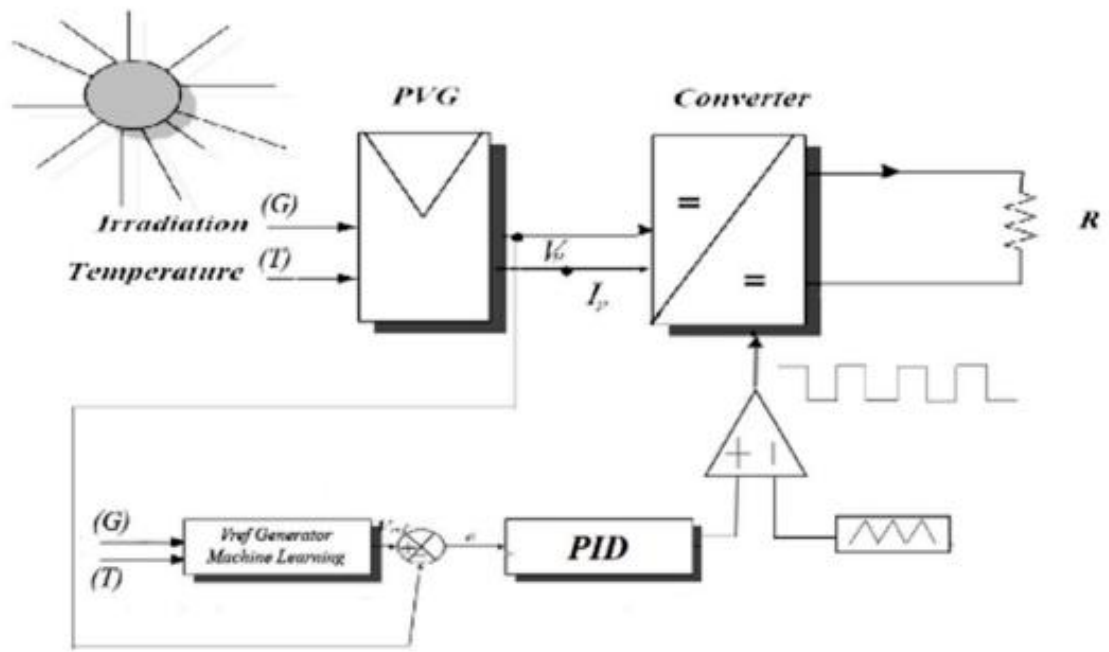 PVG
Converter
(G)
Irradiation
Temperature (T)
=
=
R
I
+ −
(G)
(T)
Vref Generator
Machine Learning
e
PID